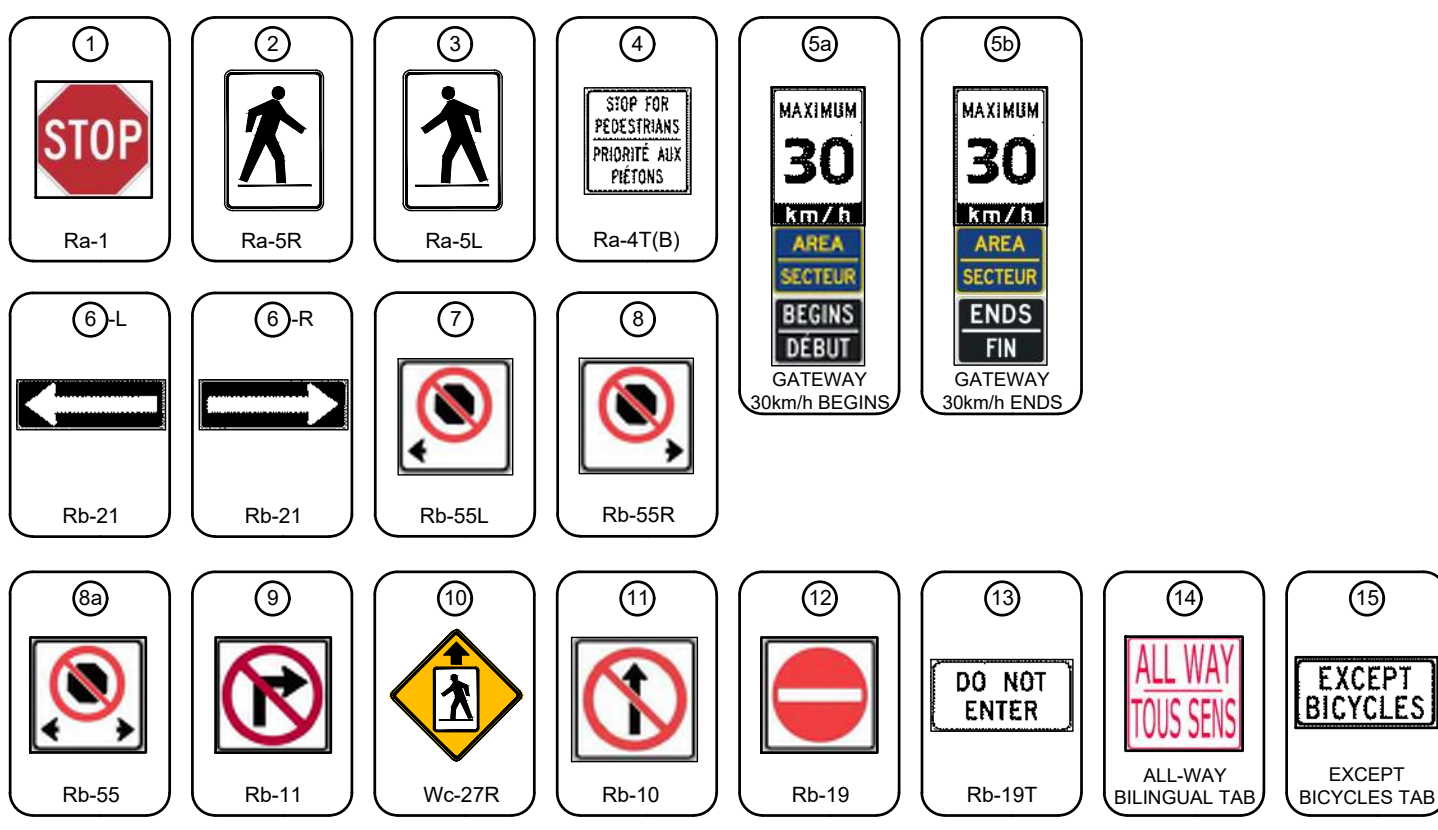 1
STOP
Ra-1
2
Ra-5R
3
Ra-5L
4
STOP FOR
PEDESTRIANS
PRIORITÉ AUX
PIÉTONS
Ra-4T(B)
5a
MAXIMUM
30
km/h
AREA
SECTEUR
BEGINS
DÉBUT
GATEWAY
30km/h BEGINS
5b
MAXIMUM
30
km/h
AREA
SECTEUR
ENDS
FIN
GATEWAY
30km/h ENDS
6-L
Rb-21
6-R
Rb-21
7
Rb-55L
8
Rb-55R
8a
Rb-55
9
Rb-11
10
Wc-27R
11
Rb-10
12
Rb-19
13
DO NOT
ENTER
Rb-19T
14
ALL WAY
TOUS SENS
ALL-WAY
BILINGUAL TAB
15
EXCEPT
BICYCLES
EXCEPT
BICYCLES TAB